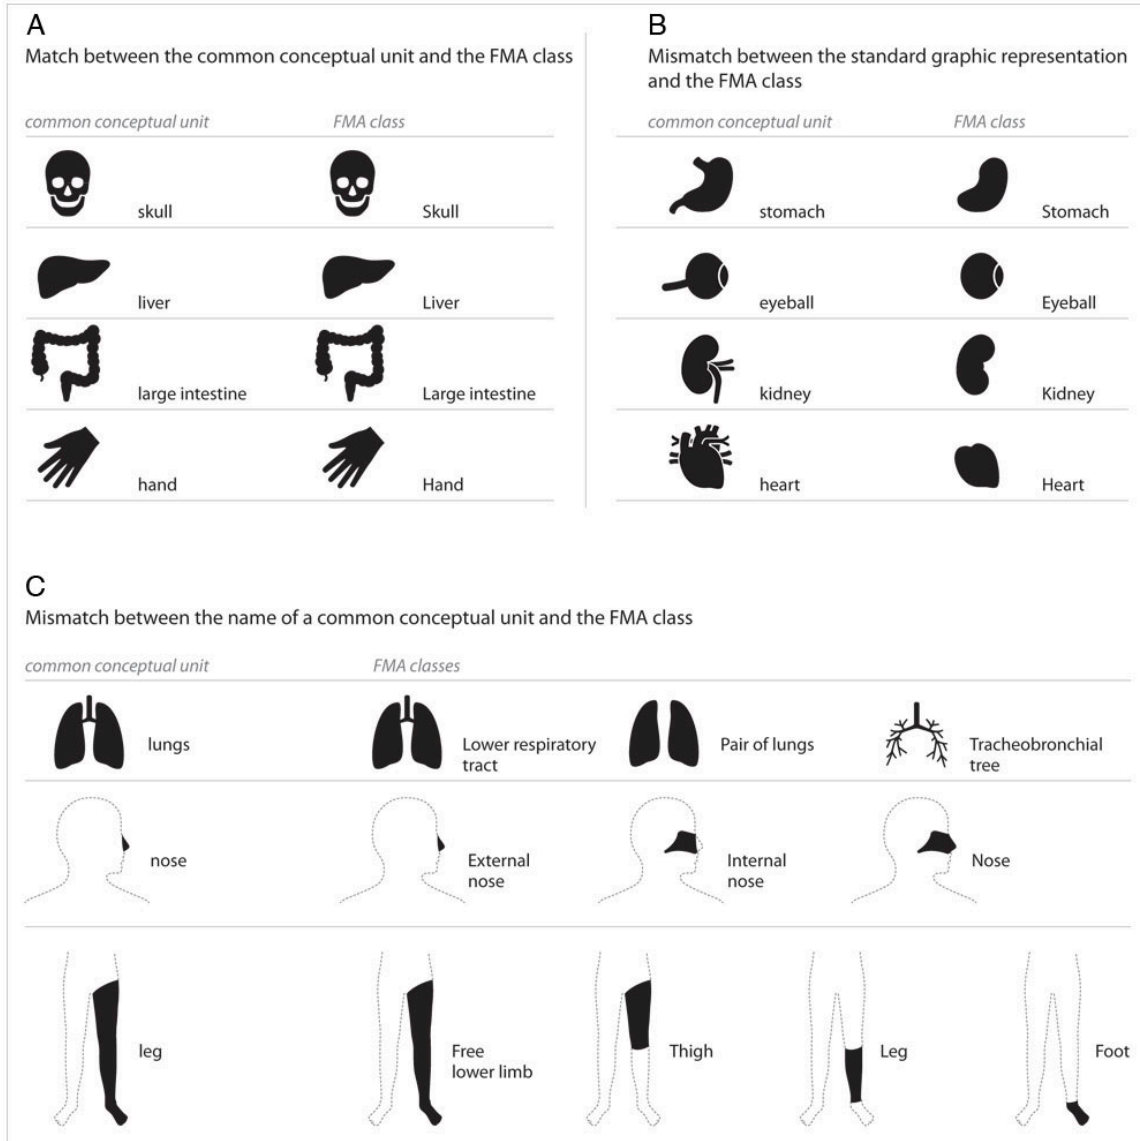 A
Match between the common conceptual unit and the FMA class
common conceptual unit FMA class
skull Skull
liver Liver
large intestine Large intestine
hand Hand
B
Mismatch between the standard graphic representation
and the FMA class
common conceptual unit FMA class
stomach Stomach
eyeball Eyeball
kidney Kidney
heart Heart
C
Mismatch between the name of a common conceptual unit and the FMA class
common conceptual unit FMA classes
lungs Lower respiratory Pair of lungs Tracheobronchial
tract tree
nose External Internal Nose
nose nose
leg Free Thigh Leg Foot
lower limb